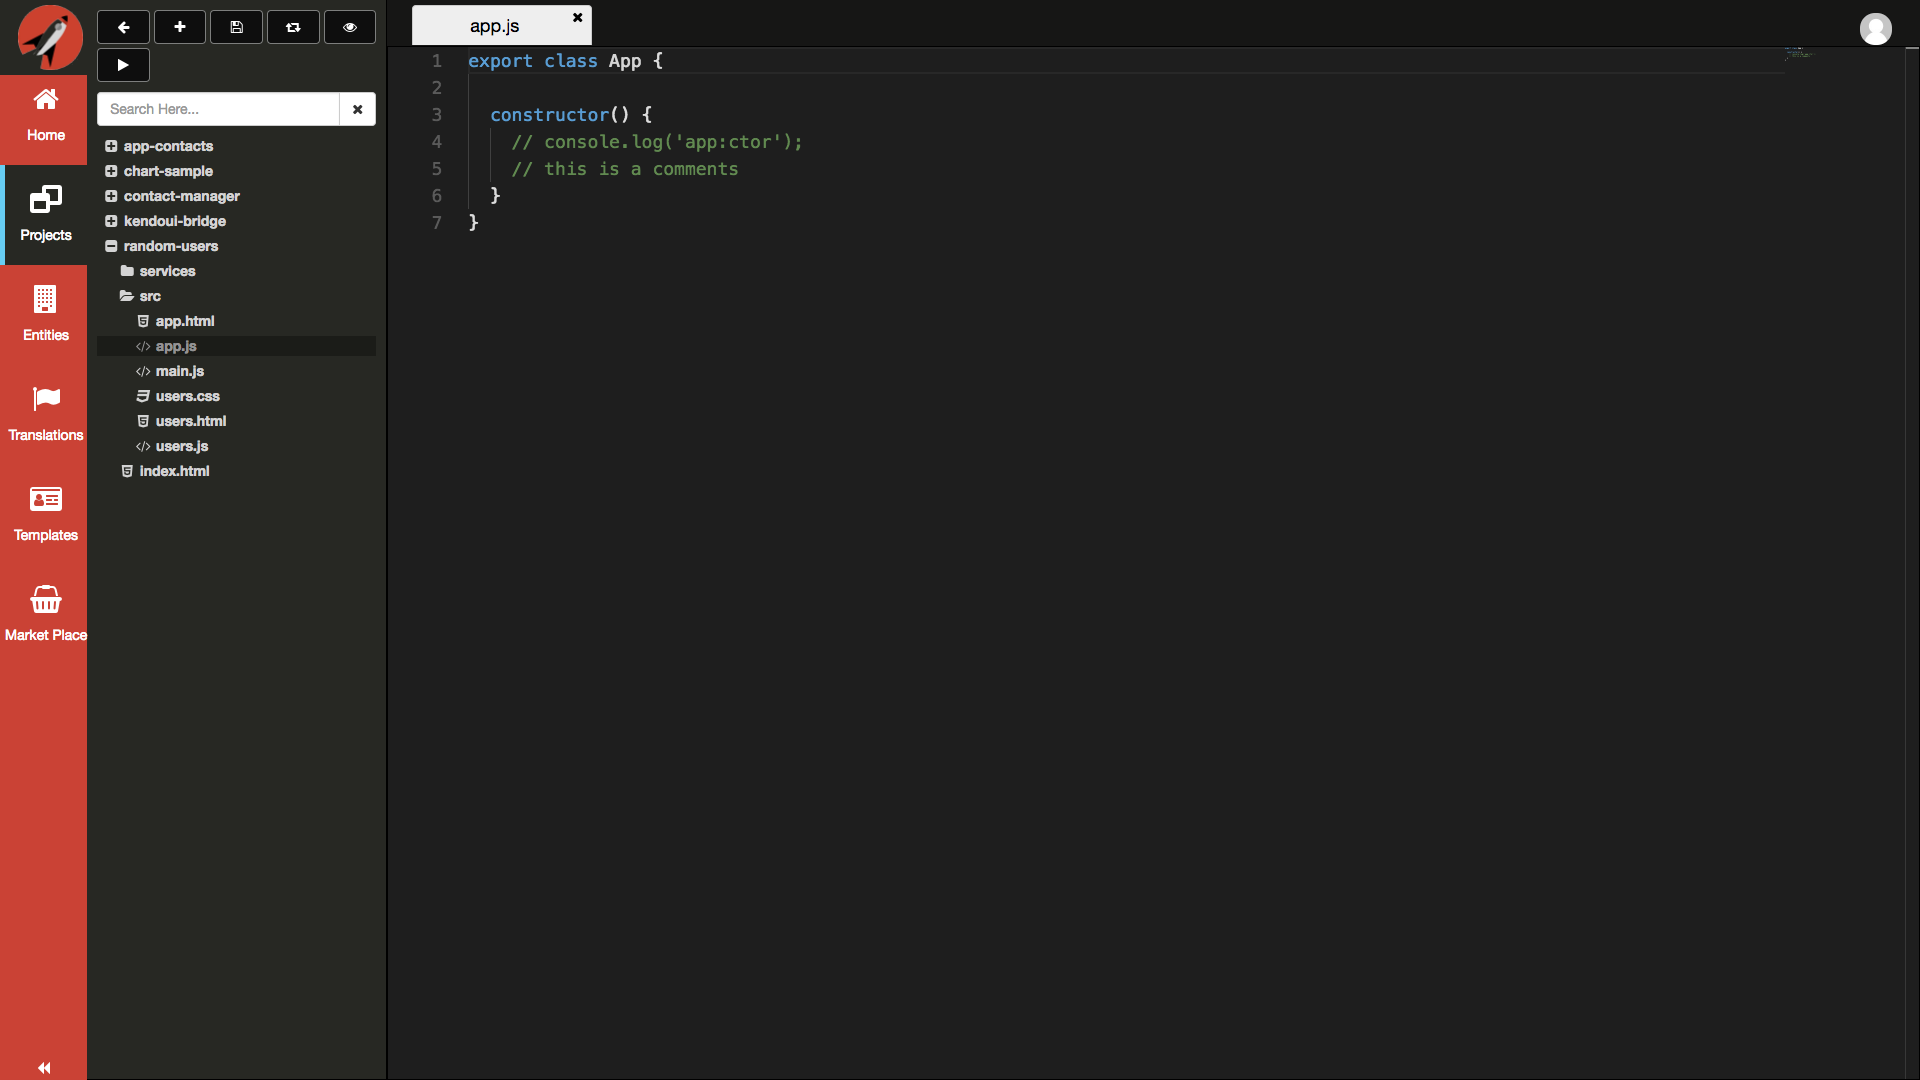 Home
Projects
Entities
Translations
Templates
Market Place
Search Here...
app-contacts
chart-sample
contact-manager
kendoui-bridge
random-users
services
src
app.html
app.js
main.js
users.css
users.html
users.js
index.html
app.js
1 export class App {
2
3 constructor() {
4 // console.log('app:ctor');
5 // this is a comments
6 }
7 }